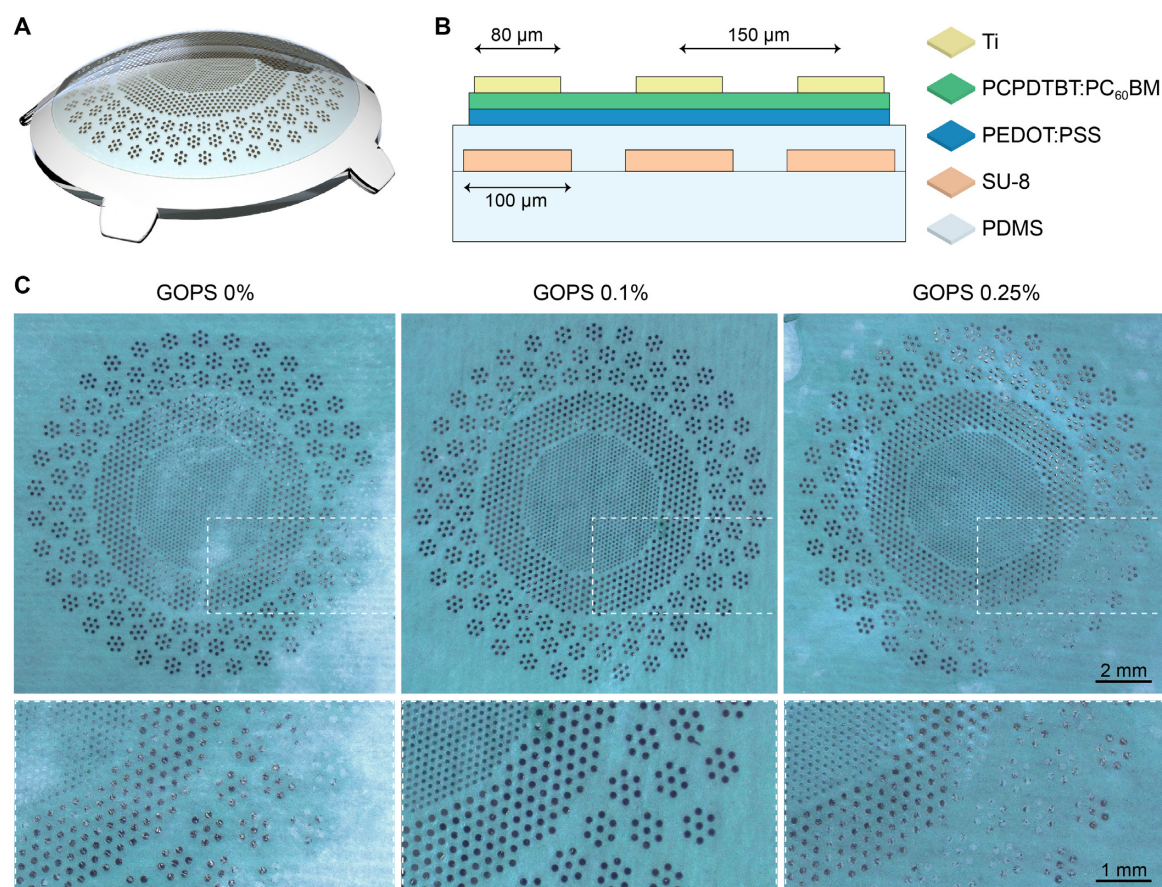 A
B
80 µm
150 µm
100 µm
Ti
PCPDTBT:PC₆₀BM
PEDOT:PSS
SU-8
PDMS
C
GOPS 0%
GOPS 0.1%
GOPS 0.25%
2 mm
1 mm